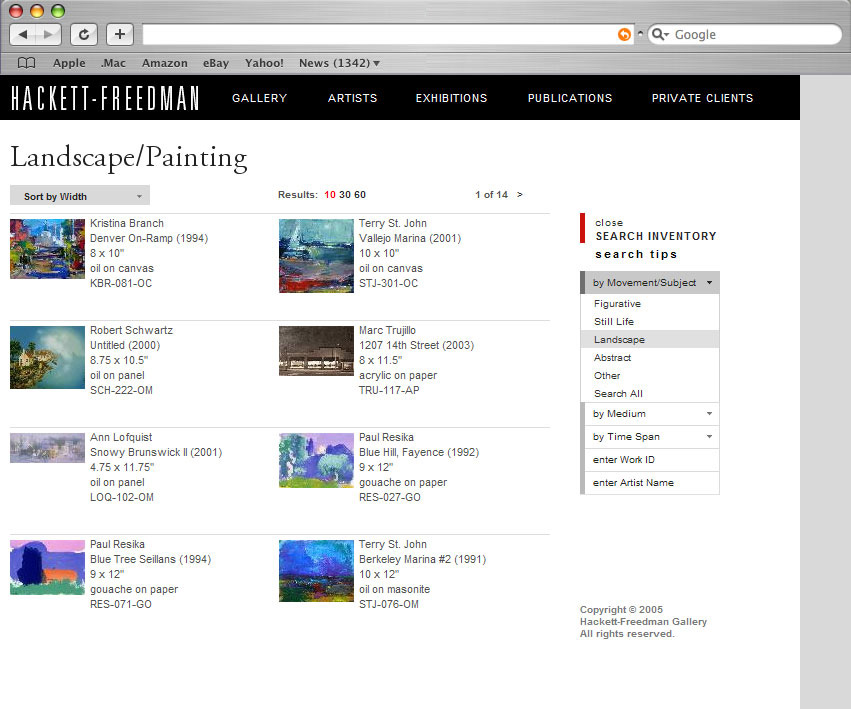 Google
Apple .Mac Amazon eBay Yahoo! News (1342)
HACKETT-FREEDMAN GALLERY ARTISTS EXHIBITIONS PUBLICATIONS PRIVATE CLIENTS
Landscape/Painting
Sort by Width Results: 10 30 60 1 of 14 >
Kristina Branch
Denver On-Ramp (1994)
8 x 10"
oil on canvas
KBR-081-OC
Terry St. John
Vallejo Marina (2001)
10 x 10"
oil on canvas
STJ-301-OC
Robert Schwartz
Untitled (2000)
8.75 x 10.5"
oil on panel
SCH-222-OM
Marc Trujillo
1207 14th Street (2003)
8 x 11.5"
acrylic on paper
TRU-117-AP
Ann Lofquist
Snowy Brunswick II (2001)
4.75 x 11.75"
oil on panel
LOQ-102-OM
Paul Resika
Blue Hill, Fayence (1992)
9 x 12"
gouache on paper
RES-027-GO
Paul Resika
Blue Tree Seillans (1994)
9 x 12"
gouache on paper
RES-071-GO
Terry St. John
Berkeley Marina #2 (1991)
10 x 12"
oil on masonite
STJ-076-OM
close
SEARCH INVENTORY
search tips
by Movement/Subject
Figurative
Still Life
Landscape
Abstract
Other
Search All
by Medium
by Time Span
enter Work ID
enter Artist Name
Copyright © 2005
Hackett-Freedman Gallery
All rights reserved.